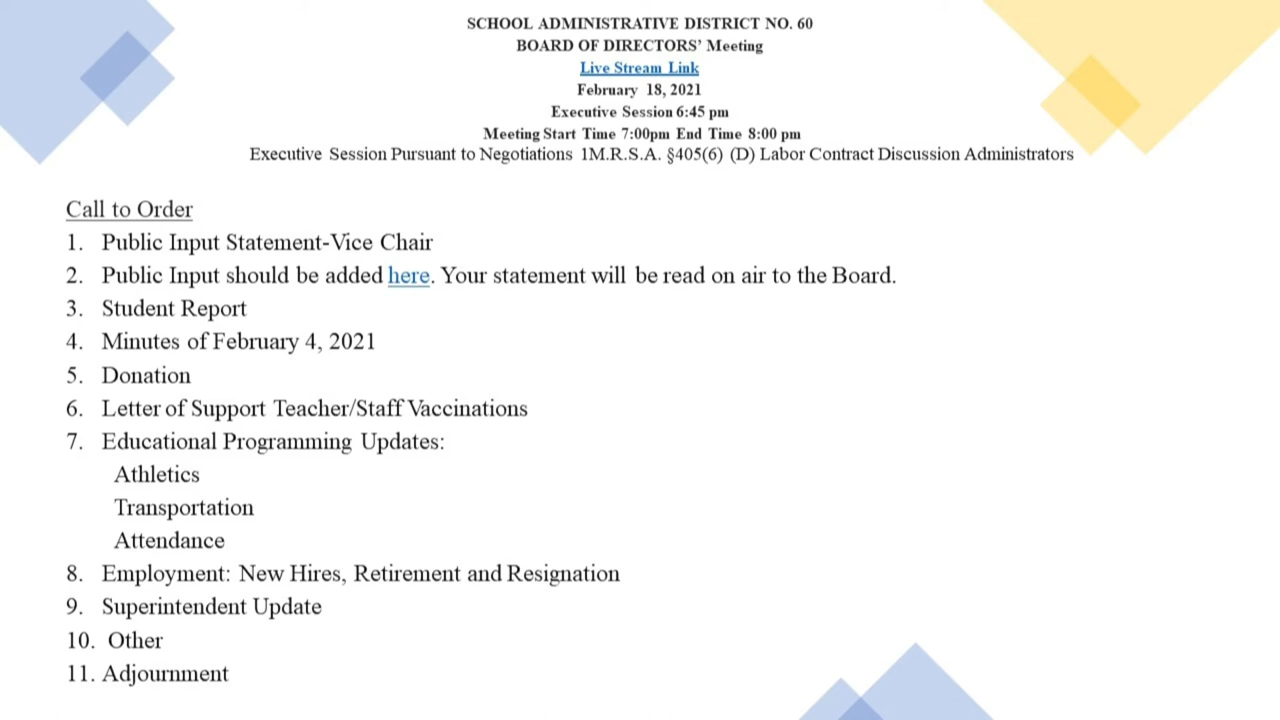 SCHOOL ADMINISTRATIVE DISTRICT NO. 60
BOARD OF DIRECTORS' Meeting
Live Stream Link
February 18, 2021
Executive Session 6:45 pm
Meeting Start Time 7:00pm End Time 8:00 pm
Executive Session Pursuant to Negotiations 1M.R.S.A. §405(6) (D) Labor Contract Discussion Administrators
Call to Order
1. Public Input Statement-Vice Chair
2. Public Input should be added here. Your statement will be read on air to the Board.
3. Student Report
4. Minutes of February 4, 2021
5. Donation
6. Letter of Support Teacher/Staff Vaccinations
7. Educational Programming Updates:
Athletics
Transportation
Attendance
8. Employment: New Hires, Retirement and Resignation
9. Superintendent Update
10. Other
11. Adjournment